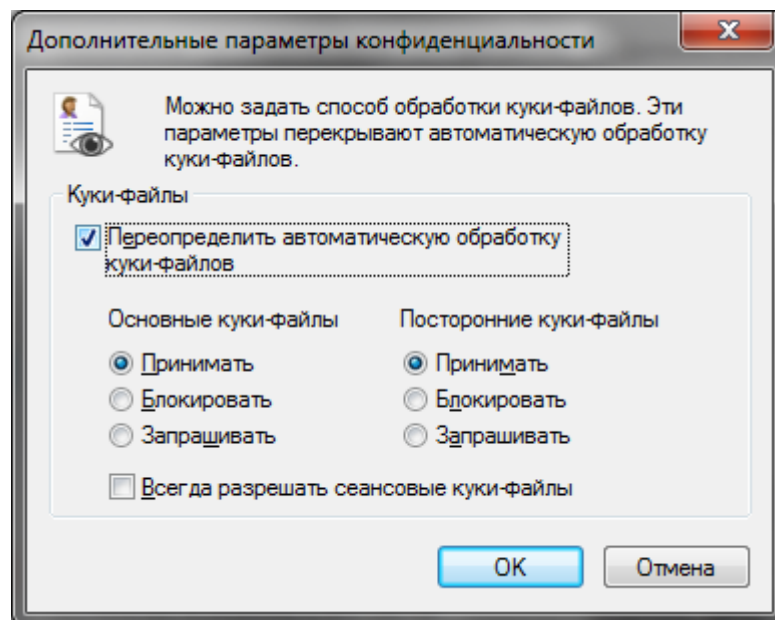 Дополнительные параметры конфиденциальности
Можно задать способ обработки куки-файлов. Эти
параметры перекрывают автоматическую обработку
куки-файлов.
Куки-файлы
Переопределить автоматическую обработку
куки-файлов
Основные куки-файлы Посторонние куки-файлы
Принимать Принимать
Блокировать Блокировать
Запрашивать Запрашивать
Всегда разрешать сеансовые куки-файлы
OK Отмена